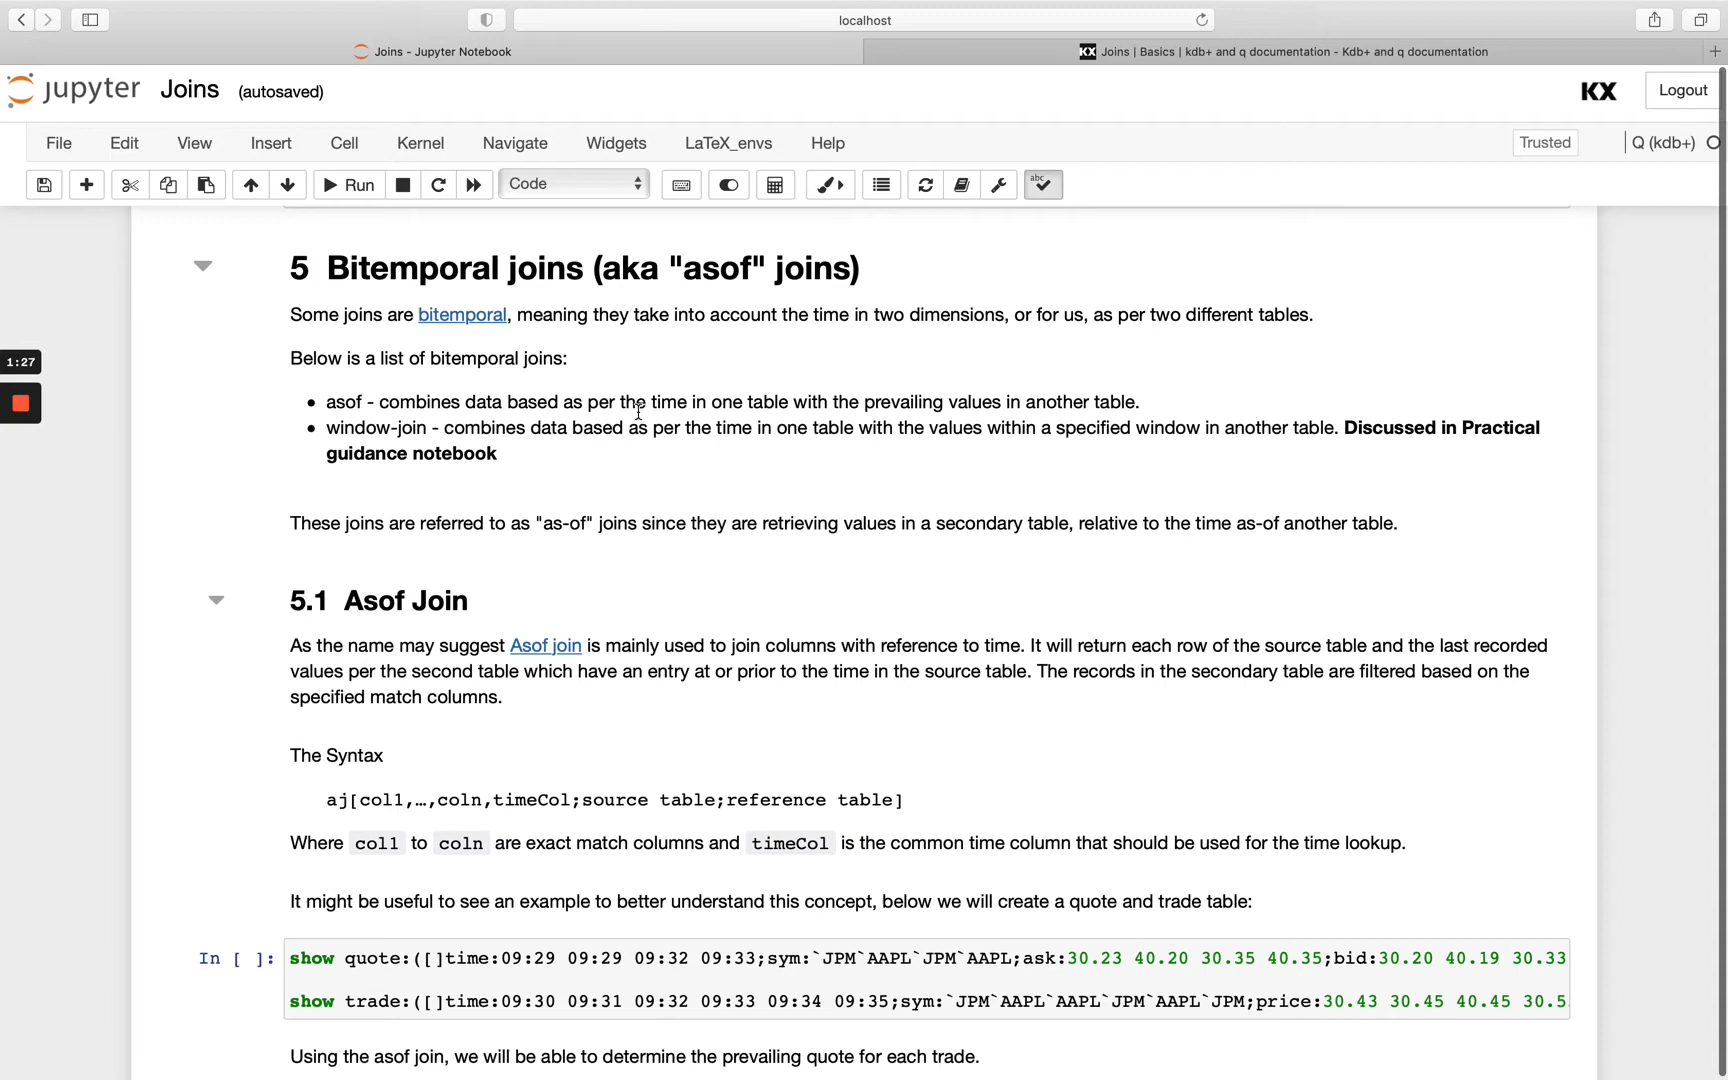 localhost
Joins - Jupyter Notebook
KX Joins | Basics | kdb+ and q documentation - Kdb+ and q documentation
jupyter Joins (autosaved)
KX
Logout
File Edit View Insert Cell Kernel Navigate Widgets LaTeX_envs Help
Trusted
Q (kdb+)
Run
Code
abc
5 Bitemporal joins (aka "asof" joins)
Some joins are bitemporal, meaning they take into account the time in two dimensions, or for us, as per two different tables.
1:27
Below is a list of bitemporal joins:
• asof - combines data based as per the time in one table with the prevailing values in another table.
• window-join - combines data based as per the time in one table with the values within a specified window in another table. Discussed in Practical
guidance notebook
These joins are referred to as "as-of" joins since they are retrieving values in a secondary table, relative to the time as-of another table.
5.1 Asof Join
As the name may suggest Asof join is mainly used to join columns with reference to time. It will return each row of the source table and the last recorded
values per the second table which have an entry at or prior to the time in the source table. The records in the secondary table are filtered based on the
specified match columns.
The Syntax
aj[col1,…,coln,timeCol;source table;reference table]
Where col1 to coln are exact match columns and timeCol is the common time column that should be used for the time lookup.
It might be useful to see an example to better understand this concept, below we will create a quote and trade table:
In [ ]: show quote:([]time:09:29 09:29 09:32 09:33;sym:`JPM`AAPL`JPM`AAPL;ask:30.23 40.20 30.35 40.35;bid:30.20 40.19 30.33
show trade:([]time:09:30 09:31 09:32 09:33 09:34 09:35;sym:`JPM`AAPL`AAPL`JPM`AAPL`JPM;price:30.43 30.45 40.45 30.5
Using the asof join, we will be able to determine the prevailing quote for each trade.